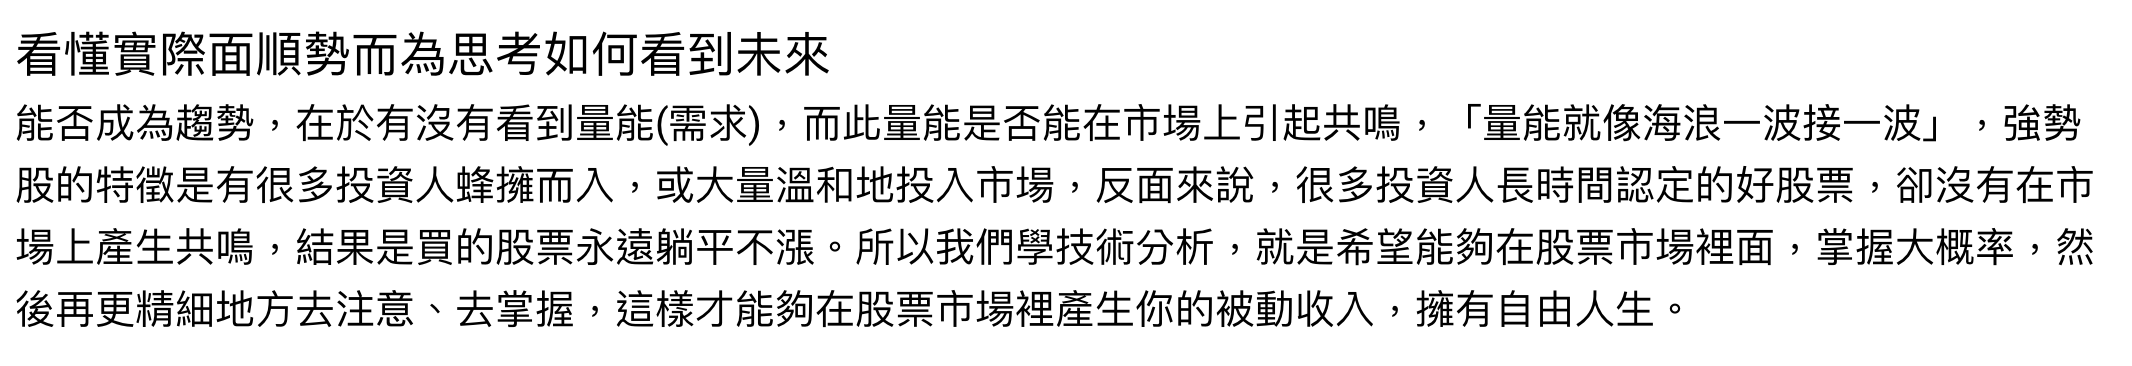 看懂實際面順勢而為思考如何看到未來
能否成為趨勢，在於有沒有看到量能(需求)，而此量能是否能在市場上引起共鳴，「量能就像海浪一波接一波」，強勢
股的特徵是有很多投資人蜂擁而入，或大量溫和地投入市場，反面來說，很多投資人長時間認定的好股票，卻沒有在市
場上產生共鳴，結果是買的股票永遠躺平不漲。所以我們學技術分析，就是希望能夠在股票市場裡面，掌握大概率，然
後再更精細地方去注意、去掌握，這樣才能夠在股票市場裡產生你的被動收入，擁有自由人生。